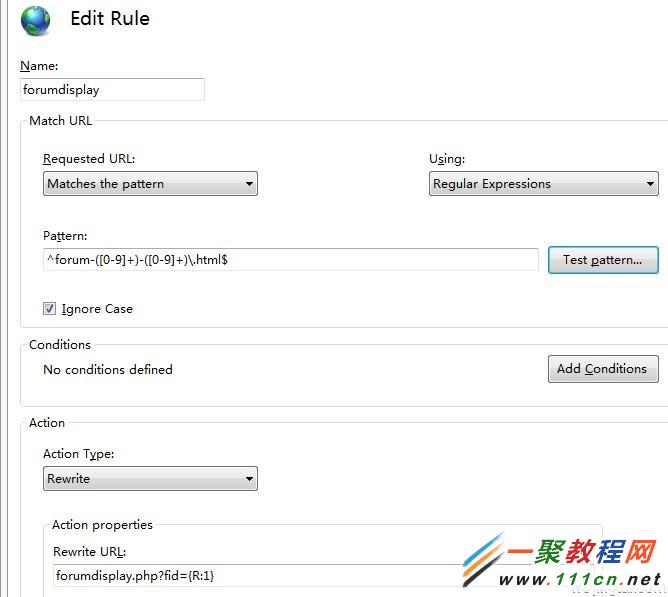 Edit Rule
Name:
forumdisplay
Match URL
Requested URL:
Using:
Matches the pattern
Regular Expressions
Pattern:
^forum-([0-9]+)-([0-9]+)\.html$
Test pattern...
Ignore Case
Conditions
No conditions defined
Add Conditions
Action
Action Type:
Rewrite
Action properties
Rewrite URL:
forumdisplay.php?fid={R:1}
一聚教程网
www.111cn.net